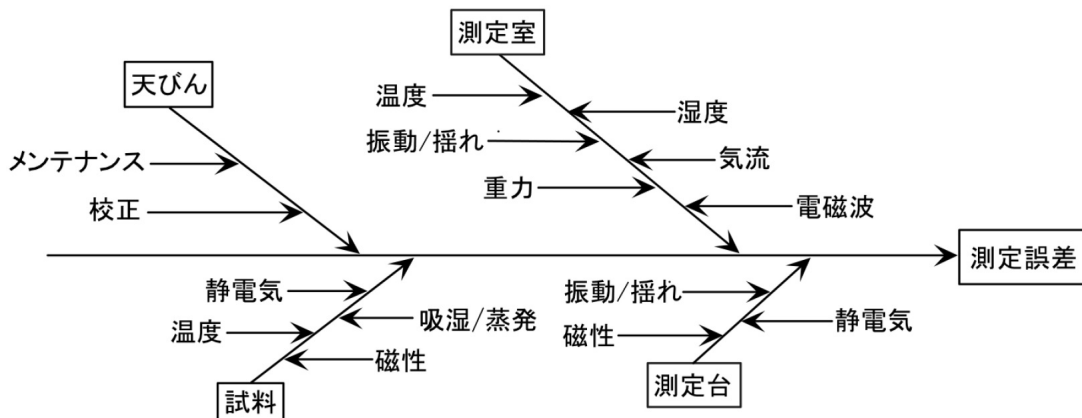 測定室
天びん
温度
湿度
振動/揺れ
気流
メンテナンス
重力
校正
電磁波
測定誤差
静電気
振動/揺れ
吸湿/蒸発
静電気
温度
磁性
磁性
試料
測定台